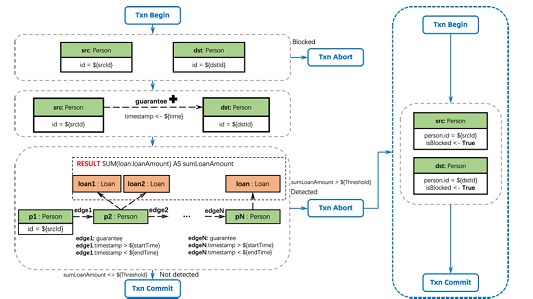 Txn Begin
src: Person
id = ${srcId}
dst: Person
id = ${dstId}
Blocked
Txn Abort
src: Person
id = ${srcId}
guarantee
timestamp <- ${time}
dst: Person
id = ${dstId}
RESULT SUM(loan.loanAmount) AS sumLoanAmount
loan1 : Loan
loan2 : Loan
loan : Loan
p1 : Person
id = ${srcId}
edge1
p2 : Person
edge2
...
edgeN
pN : Person
edge1: guarantee
edge1.timestamp > ${startTime}
edge1.timestamp < ${endTime}
edgeN: guarantee
edgeN.timestamp > ${startTime}
edgeN.timestamp < ${endTime}
sumLoanAmount > ${Threshold}
Detected
Txn Abort
sumLoanAmount <= ${Threshold}
Not detected
Txn Commit
Txn Begin
src: Person
person.id = ${srcId}
isBlocked <- True
dst: Person
person.id = ${dstId}
isBlocked <- True
Txn Commit